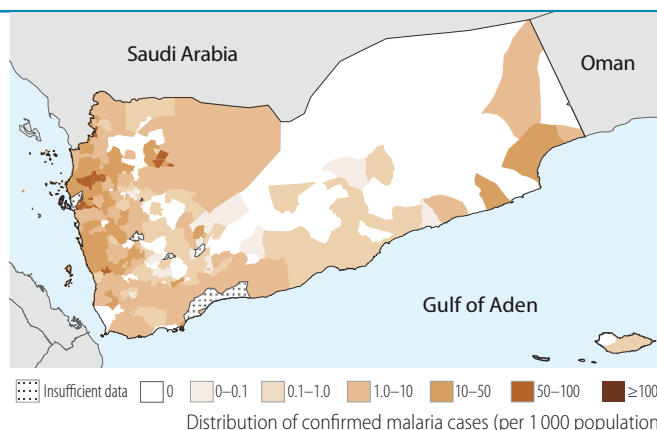 Saudi Arabia
Oman
Gulf of Aden
Insufficient data 0 0–0.1 0.1–1.0 1.0–10 10–50 50–100 ≥100
Distribution of confirmed malaria cases (per 1 000 population